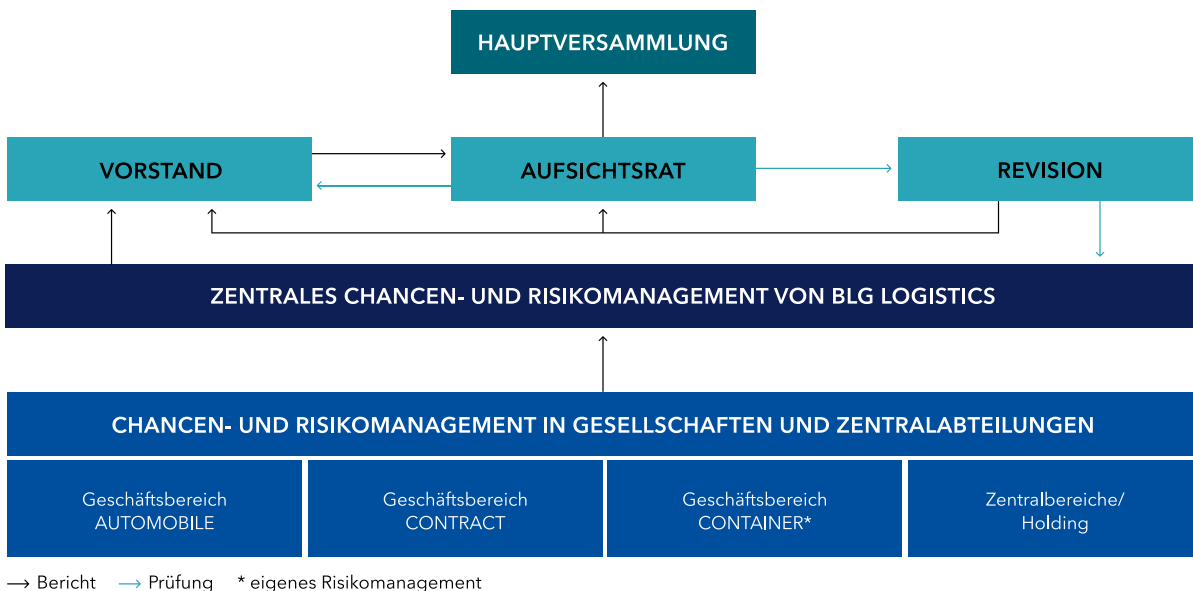 HAUPTVERSAMMLUNG
VORSTAND
AUFSICHTSRAT
REVISION
ZENTRALES CHANCEN- UND RISIKOMANAGEMENT VON BLG LOGISTICS
CHANCEN- UND RISIKOMANAGEMENT IN GESELLSCHAFTEN UND ZENTRALABTEILUNGEN
Geschäftsbereich
AUTOMOBILE
Geschäftsbereich
CONTRACT
Geschäftsbereich
CONTAINER*
Zentralbereiche/
Holding
→ Bericht → Prüfung * eigenes Risikomanagement